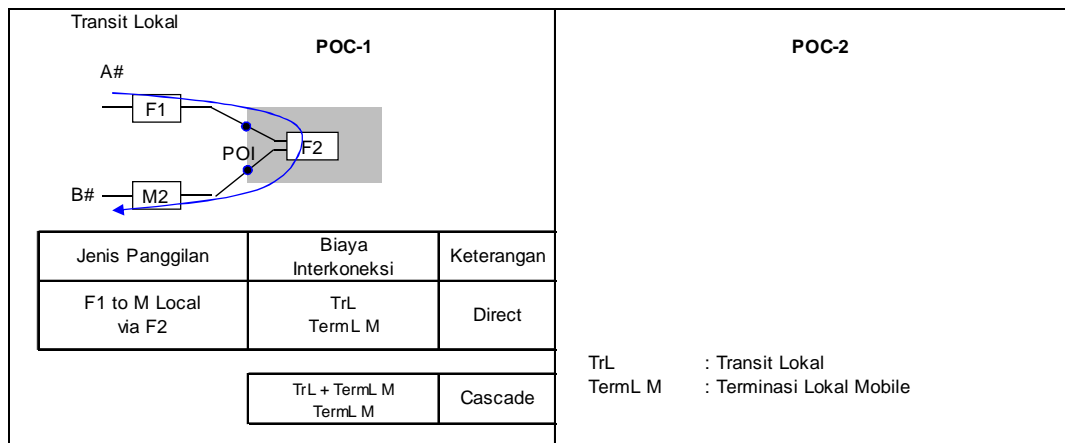 Transit Lokal
POC-1
POC-2
A#
F1
POI
F2
B#
M2
Jenis Panggilan
Biaya
Interkoneksi
Keterangan
F1 to M Local
via F2
TrL
TermL M
Direct
TrL + TermL M
TermL M
Cascade
TrL : Transit Lokal
TermL M : Terminasi Lokal Mobile